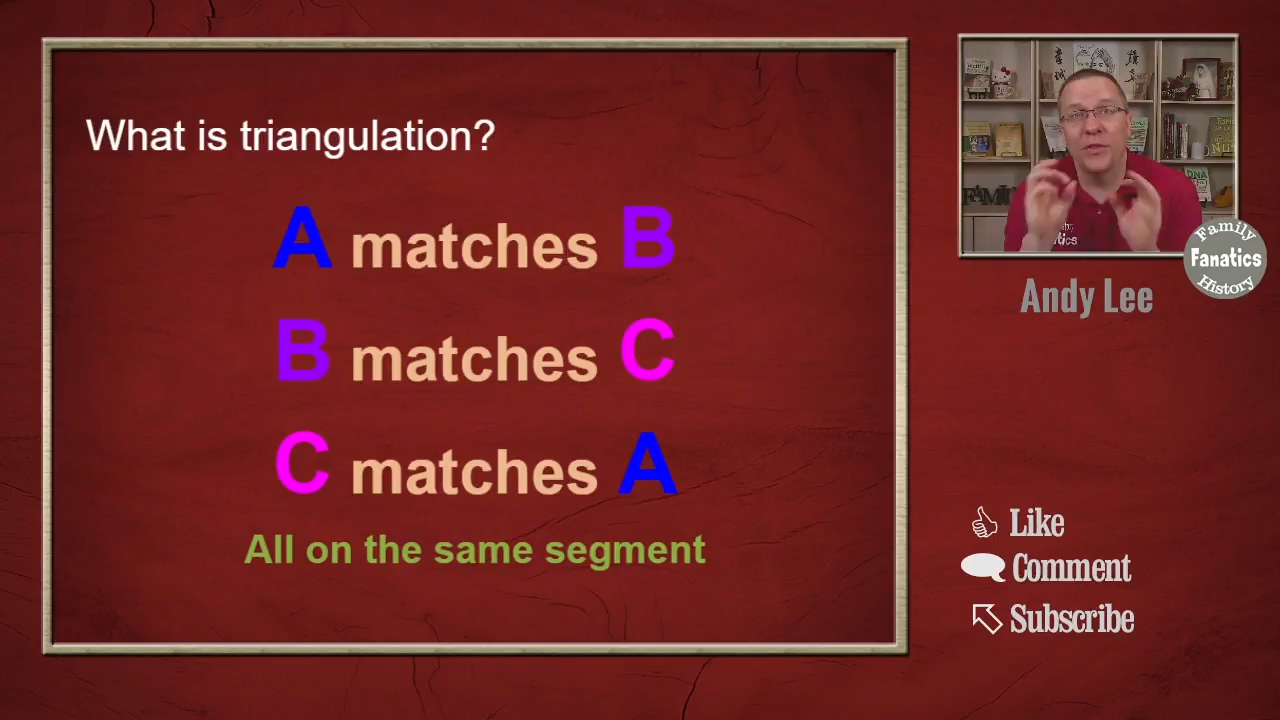 What is triangulation?
A matches B
B matches C
C matches A
All on the same segment
Family
Fanatics
History
Andy Lee
Like
Comment
Subscribe